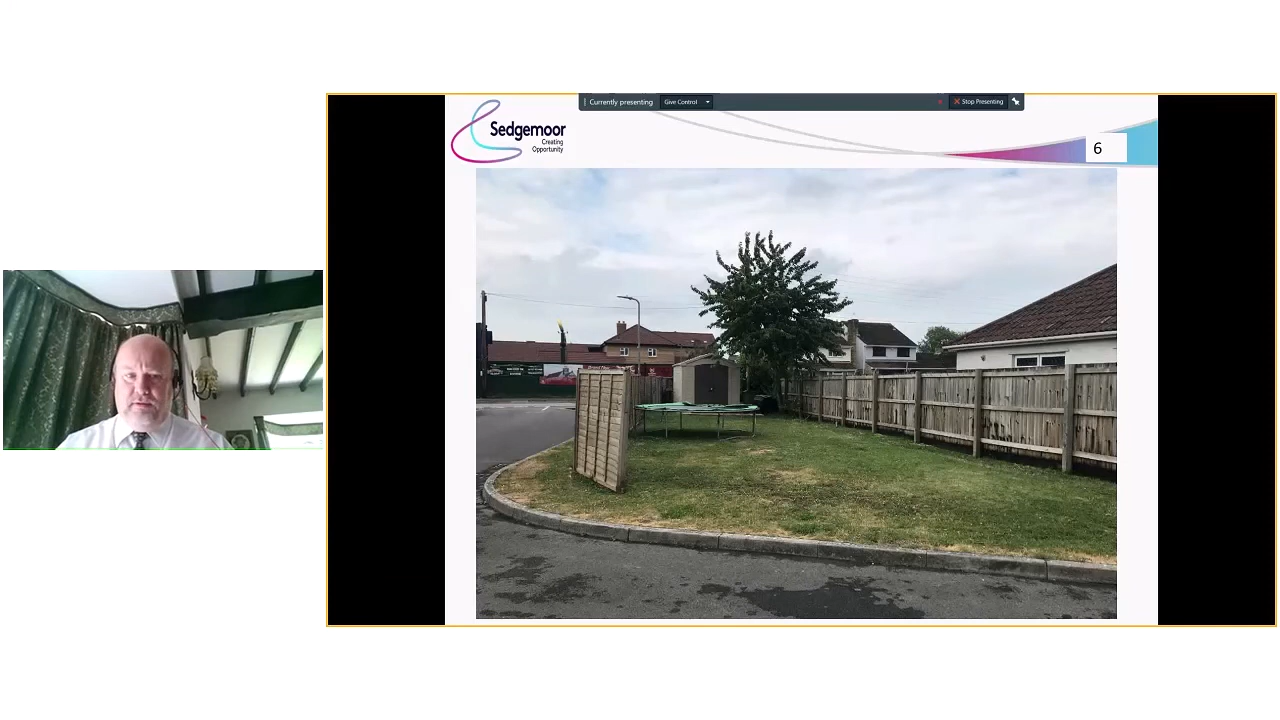 Currently presenting
Give Control
Stop Presenting
Sedgemoor
Creating
Opportunity
6